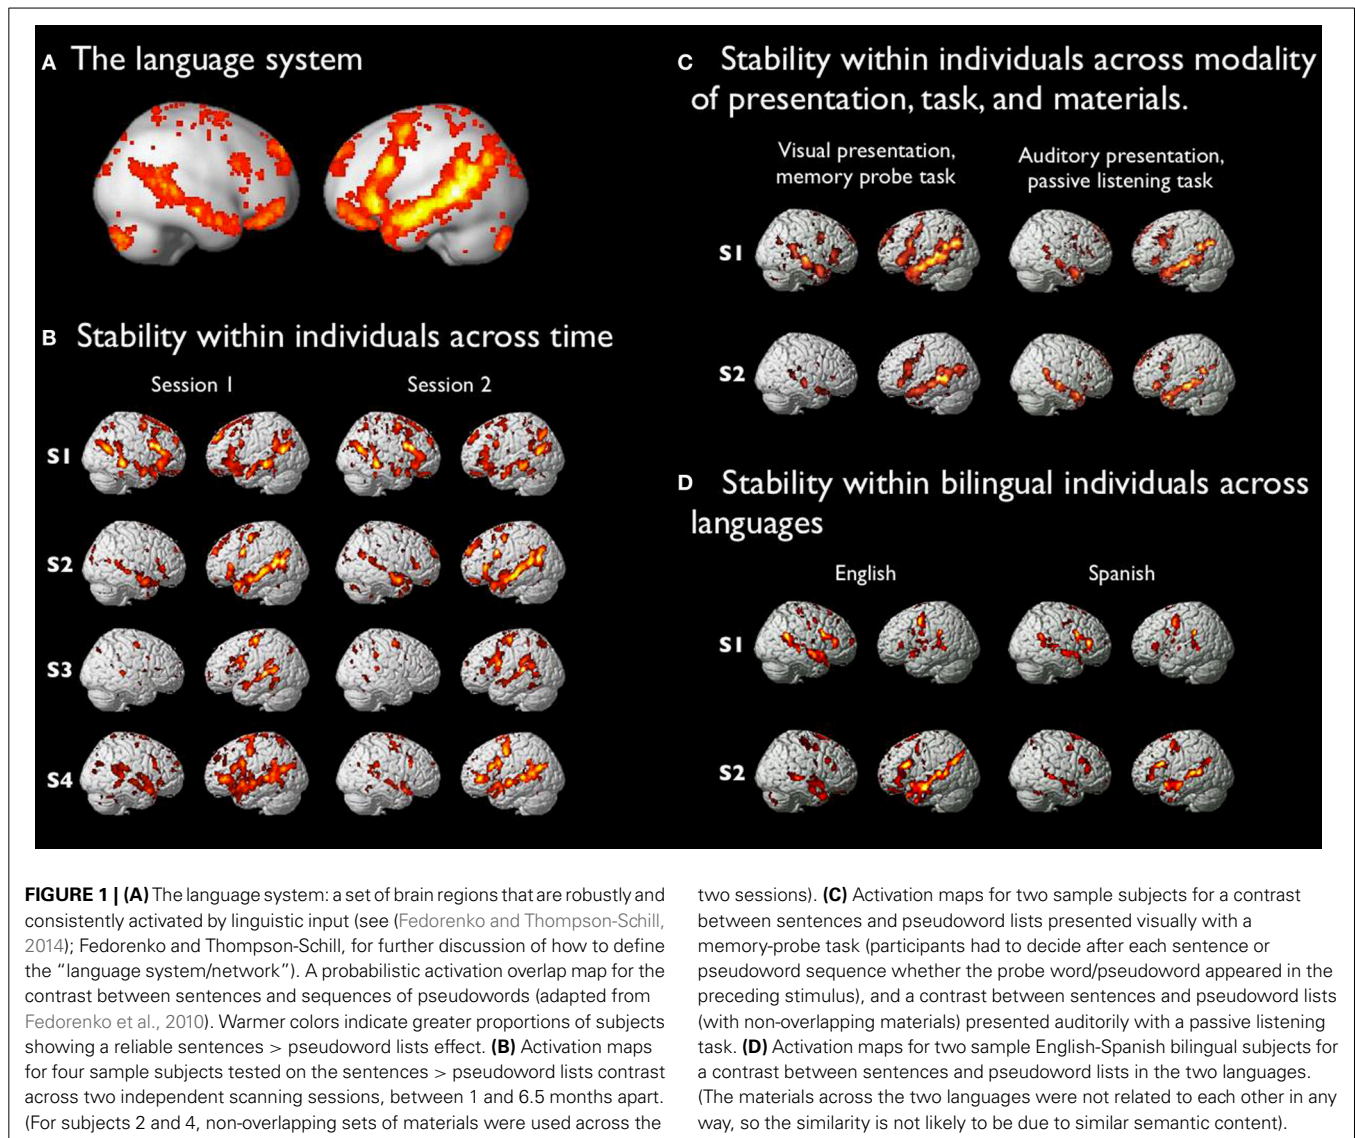 A The language system
B Stability within individuals across time
Session 1 Session 2
S1
S2
S3
S4
C Stability within individuals across modality
of presentation, task, and materials.
Visual presentation,
memory probe task
Auditory presentation,
passive listening task
S1
S2
D Stability within bilingual individuals across
languages
English Spanish
S1
S2
FIGURE 1 | (A) The language system: a set of brain regions that are robustly and
consistently activated by linguistic input (see (Fedorenko and Thompson-Schill,
2014); Fedorenko and Thompson-Schill, for further discussion of how to define
the “language system/network”). A probabilistic activation overlap map for the
contrast between sentences and sequences of pseudowords (adapted from
Fedorenko et al., 2010). Warmer colors indicate greater proportions of subjects
showing a reliable sentences > pseudoword lists effect. (B) Activation maps
for four sample subjects tested on the sentences > pseudoword lists contrast
across two independent scanning sessions, between 1 and 6.5 months apart.
(For subjects 2 and 4, non-overlapping sets of materials were used across the
two sessions). (C) Activation maps for two sample subjects for a contrast
between sentences and pseudoword lists presented visually with a
memory-probe task (participants had to decide after each sentence or
pseudoword sequence whether the probe word/pseudoword appeared in the
preceding stimulus), and a contrast between sentences and pseudoword lists
(with non-overlapping materials) presented auditorily with a passive listening
task. (D) Activation maps for two sample English-Spanish bilingual subjects for
a contrast between sentences and pseudoword lists in the two languages.
(The materials across the two languages were not related to each other in any
way, so the similarity is not likely to be due to similar semantic content).